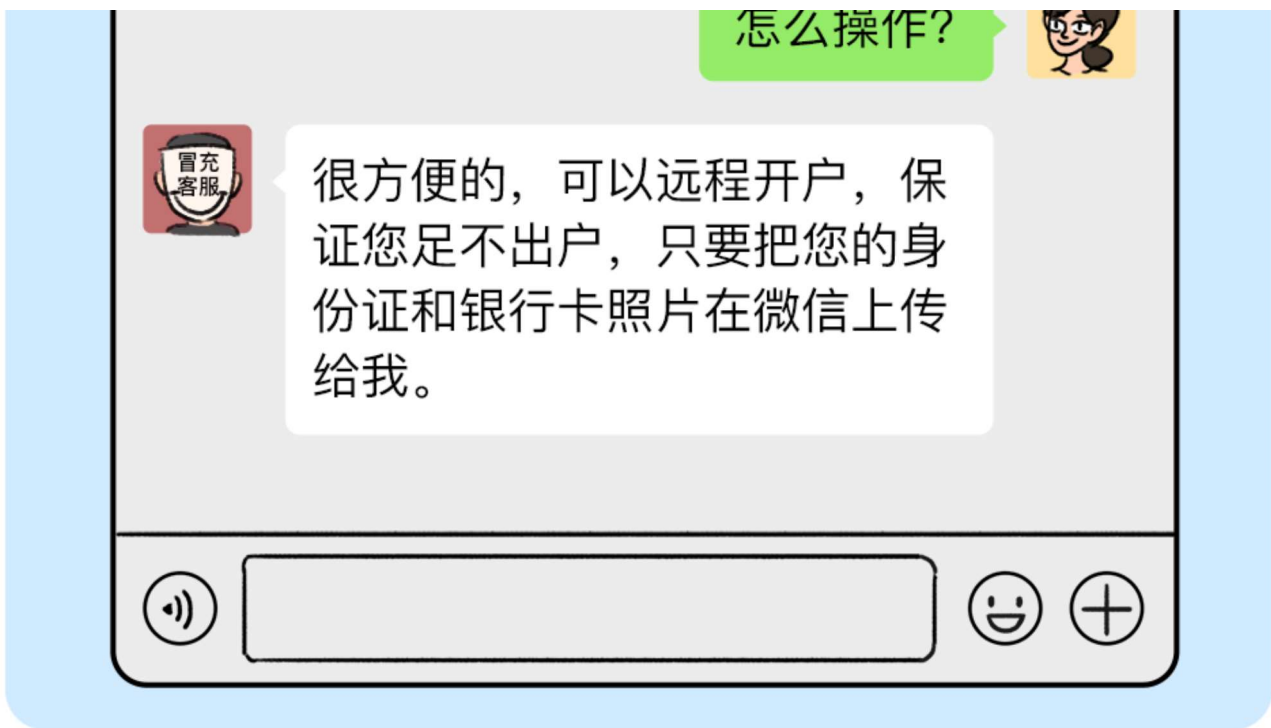 怎么操作？
冒充
客服
很方便的，可以远程开户，保
证您足不出户，只要把您的身
份证和银行卡照片在微信上传
给我。